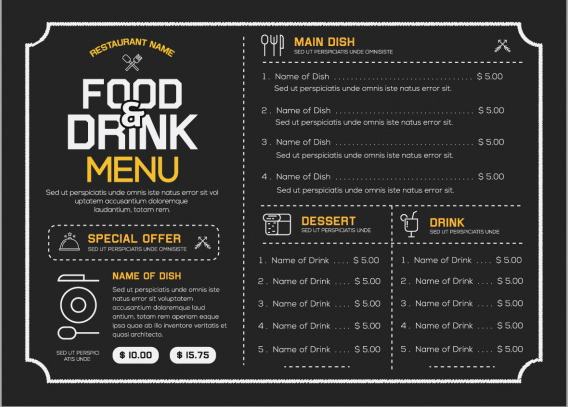 RESTAURANT NAME
FOOD
&
DRINK
MENU
Sed ut perspiciatis unde omnis iste natus error sit vol
uptatem accusantium doloremque
laudantium, totam rem.
SPECIAL OFFER
SED UT PERSPICIATIS UNDE OMNISISTE
NAME OF DISH
Sed ut perspiciatis unde omnis iste
natus error sit voluptatem
accusantium doloremque laud
antium, totam rem aperiam eaque
ipsa quae ab illo inventore veritatis et
quasi architecto.
SED UT PERSPICI
ATIS UNDE
$ 10.00 $ 15.75
MAIN DISH
SED UT PERSPICIATIS UNDE OMNISISTE
1. Name of Dish ........................ $ 5.00
Sed ut perspiciatis unde omnis iste natus error sit.
2. Name of Dish ........................ $ 5.00
Sed ut perspiciatis unde omnis iste natus error sit.
3. Name of Dish ........................ $ 5.00
Sed ut perspiciatis unde omnis iste natus error sit.
4. Name of Dish ........................ $ 5.00
Sed ut perspiciatis unde omnis iste natus error sit.
DESSERT
SED UT PERSPICIATIS UNDE
1. Name of Drink .... $ 5.00
2. Name of Drink .... $ 5.00
3. Name of Drink .... $ 5.00
4. Name of Drink .... $ 5.00
5. Name of Drink .... $ 5.00
DRINK
SED UT PERSPICIATIS UNDE
1. Name of Drink .... $ 5.00
2. Name of Drink .... $ 5.00
3. Name of Drink .... $ 5.00
4. Name of Drink .... $ 5.00
5. Name of Drink .... $ 5.00